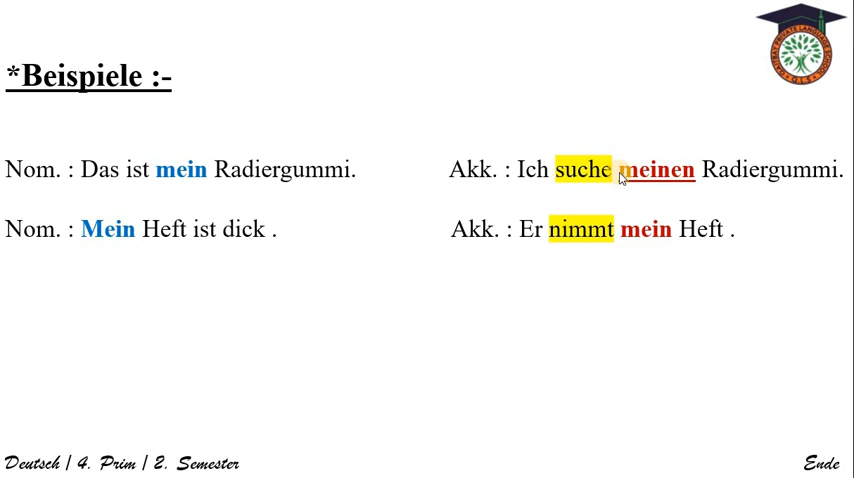 *Beispiele :-
Nom. : Das ist mein Radiergummi.
Akk. : Ich suche meinen Radiergummi.
Nom. : Mein Heft ist dick .
Akk. : Er nimmt mein Heft .
Deutsch | 4. Prim | 2. Semester
Ende